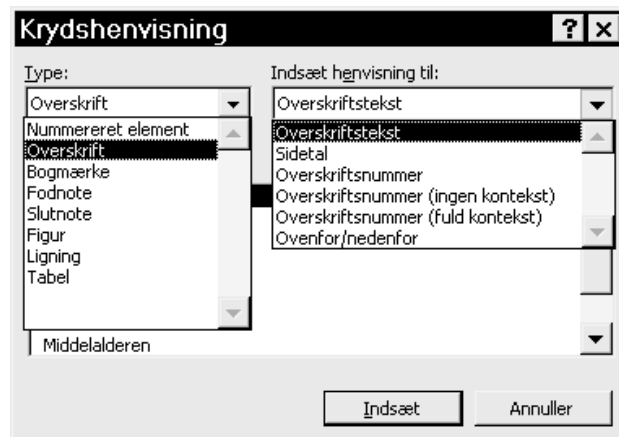 Krydshenvisning
Type:
Indsæt henvisning til:
Overskrift
Overskriftstekst
Nummereret element
Overskrift
Bogmærke
Fodnote
Slutnote
Figur
Ligning
Tabel
Overskriftstekst
Sidetal
Overskriftsnummer
Overskriftsnummer (ingen kontekst)
Overskriftsnummer (fuld kontekst)
Ovenfor/nedenfor
Middelalderen
Indsæt
Annuller